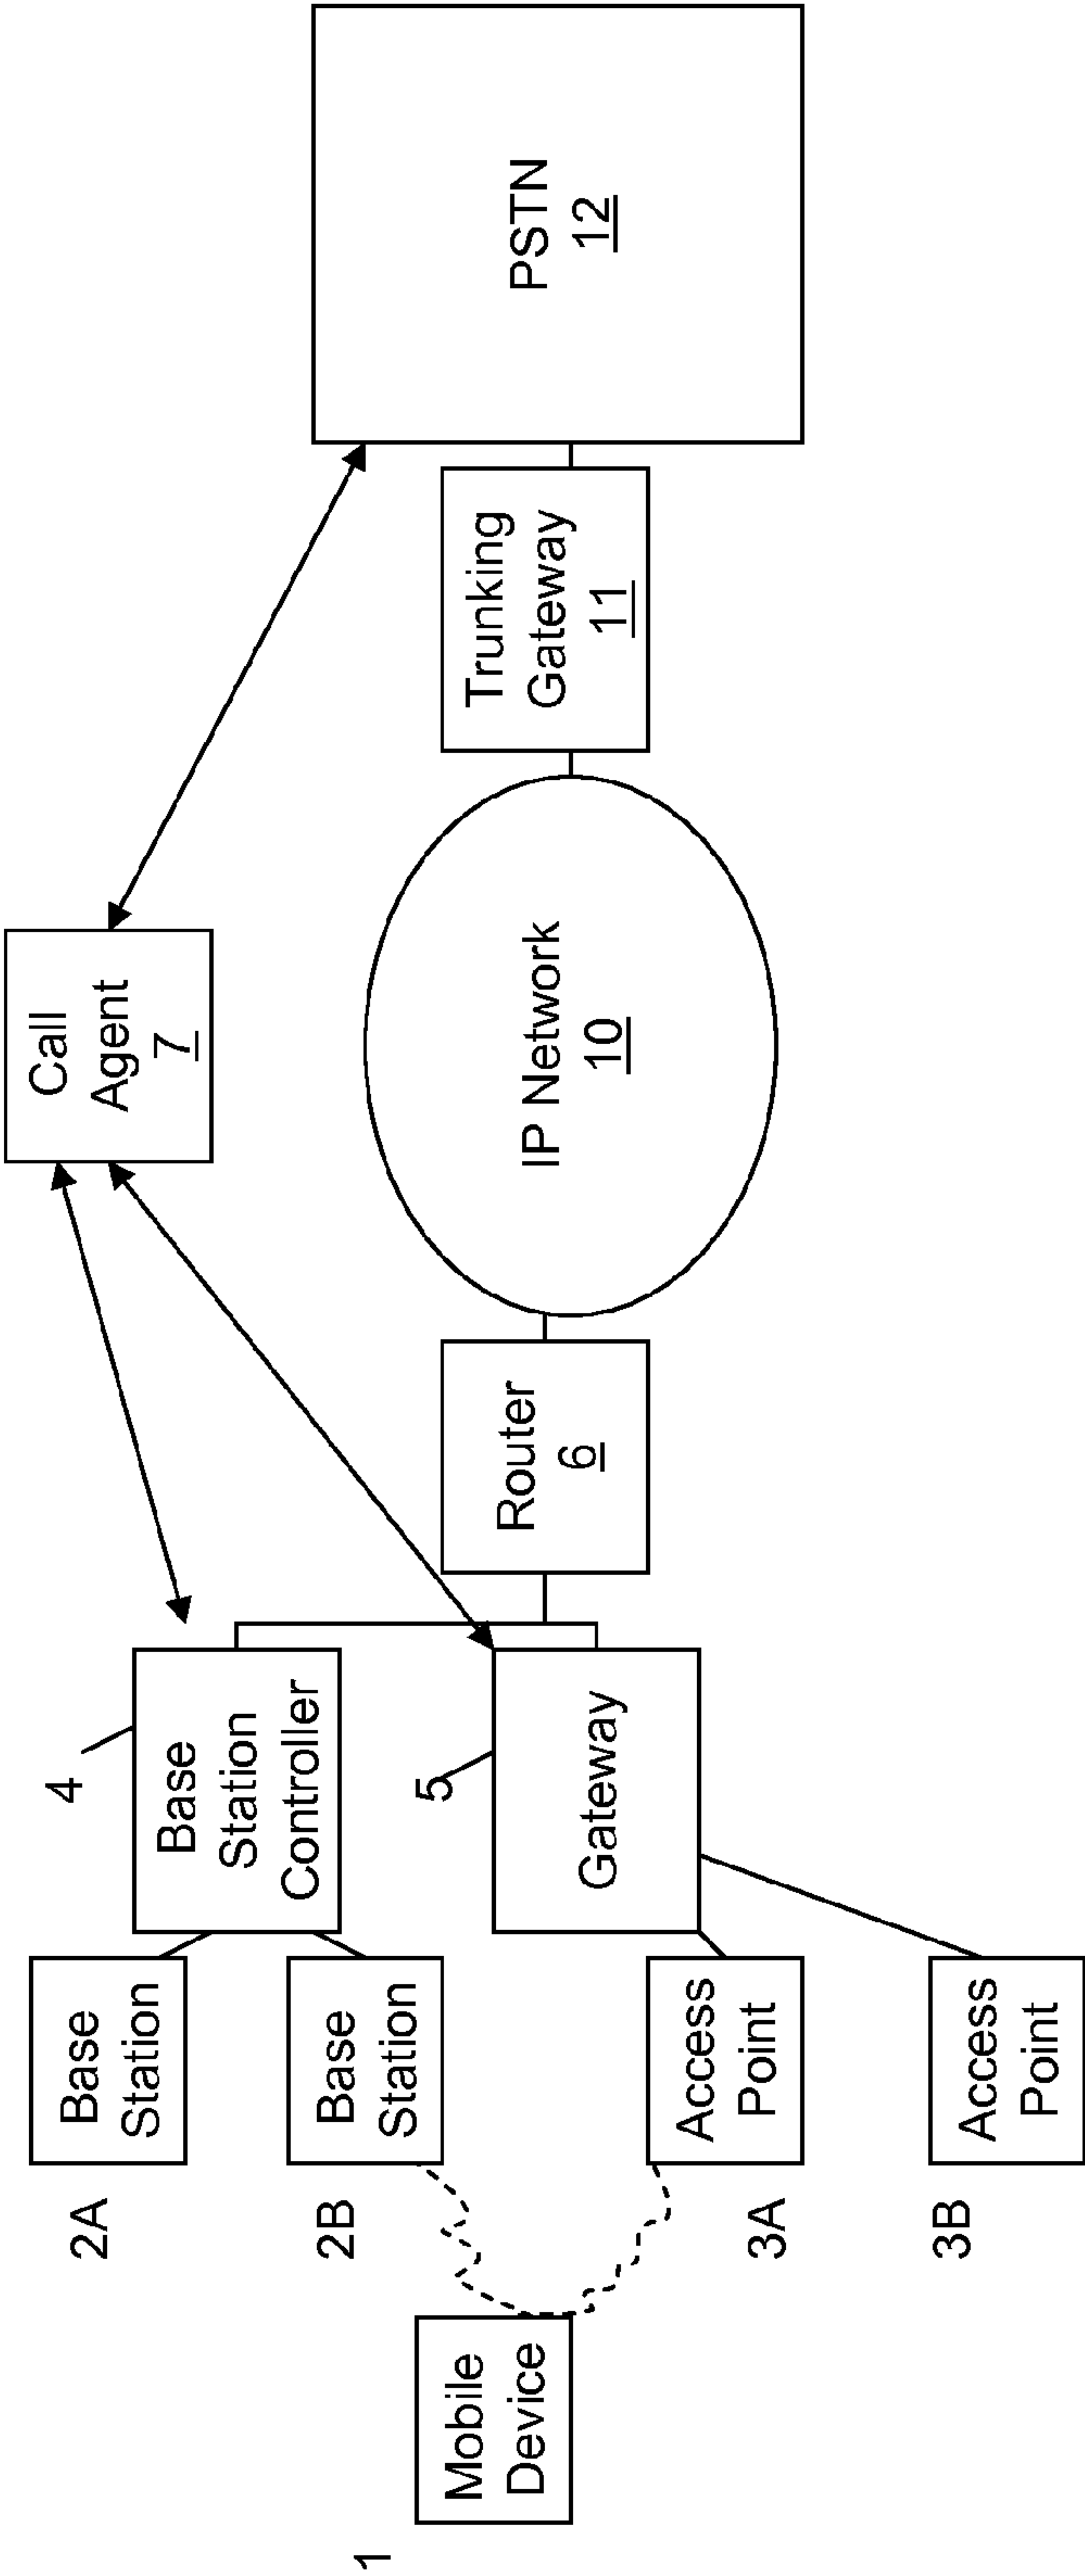 1
Mobile
Device
2A
Base
Station
2B
Base
Station
3A
Access
Point
3B
Access
Point
4
Base
Station
Controller
5
Gateway
Router
6
Call
Agent
7
IP Network
10
Trunking
Gateway
11
PSTN
12